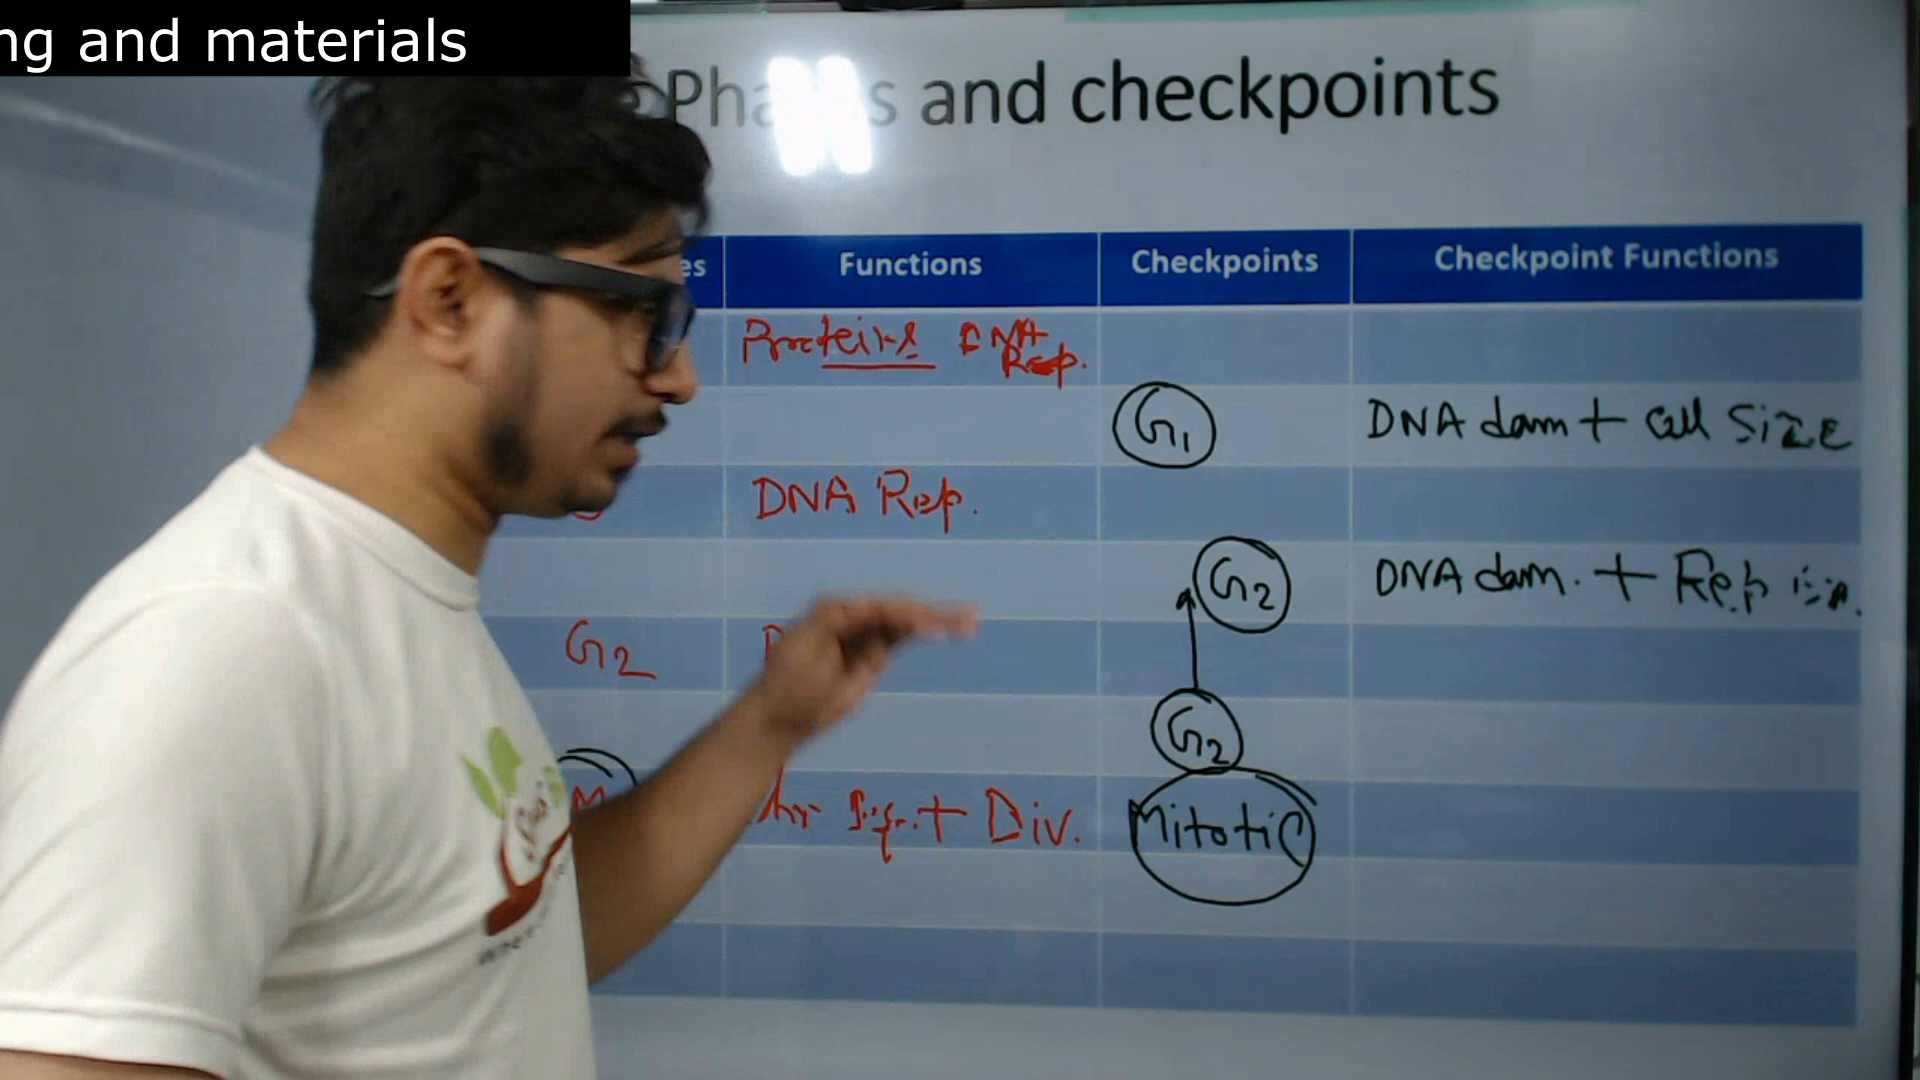 ng and materials
Phases and checkpoints
es Functions Checkpoints Checkpoint Functions
Proteins DNA
Rep.
G1 DNA dam + Cell Size
DNA Rep.
G2 DNA dam. +
G2
G2
M + Div. Mitotic